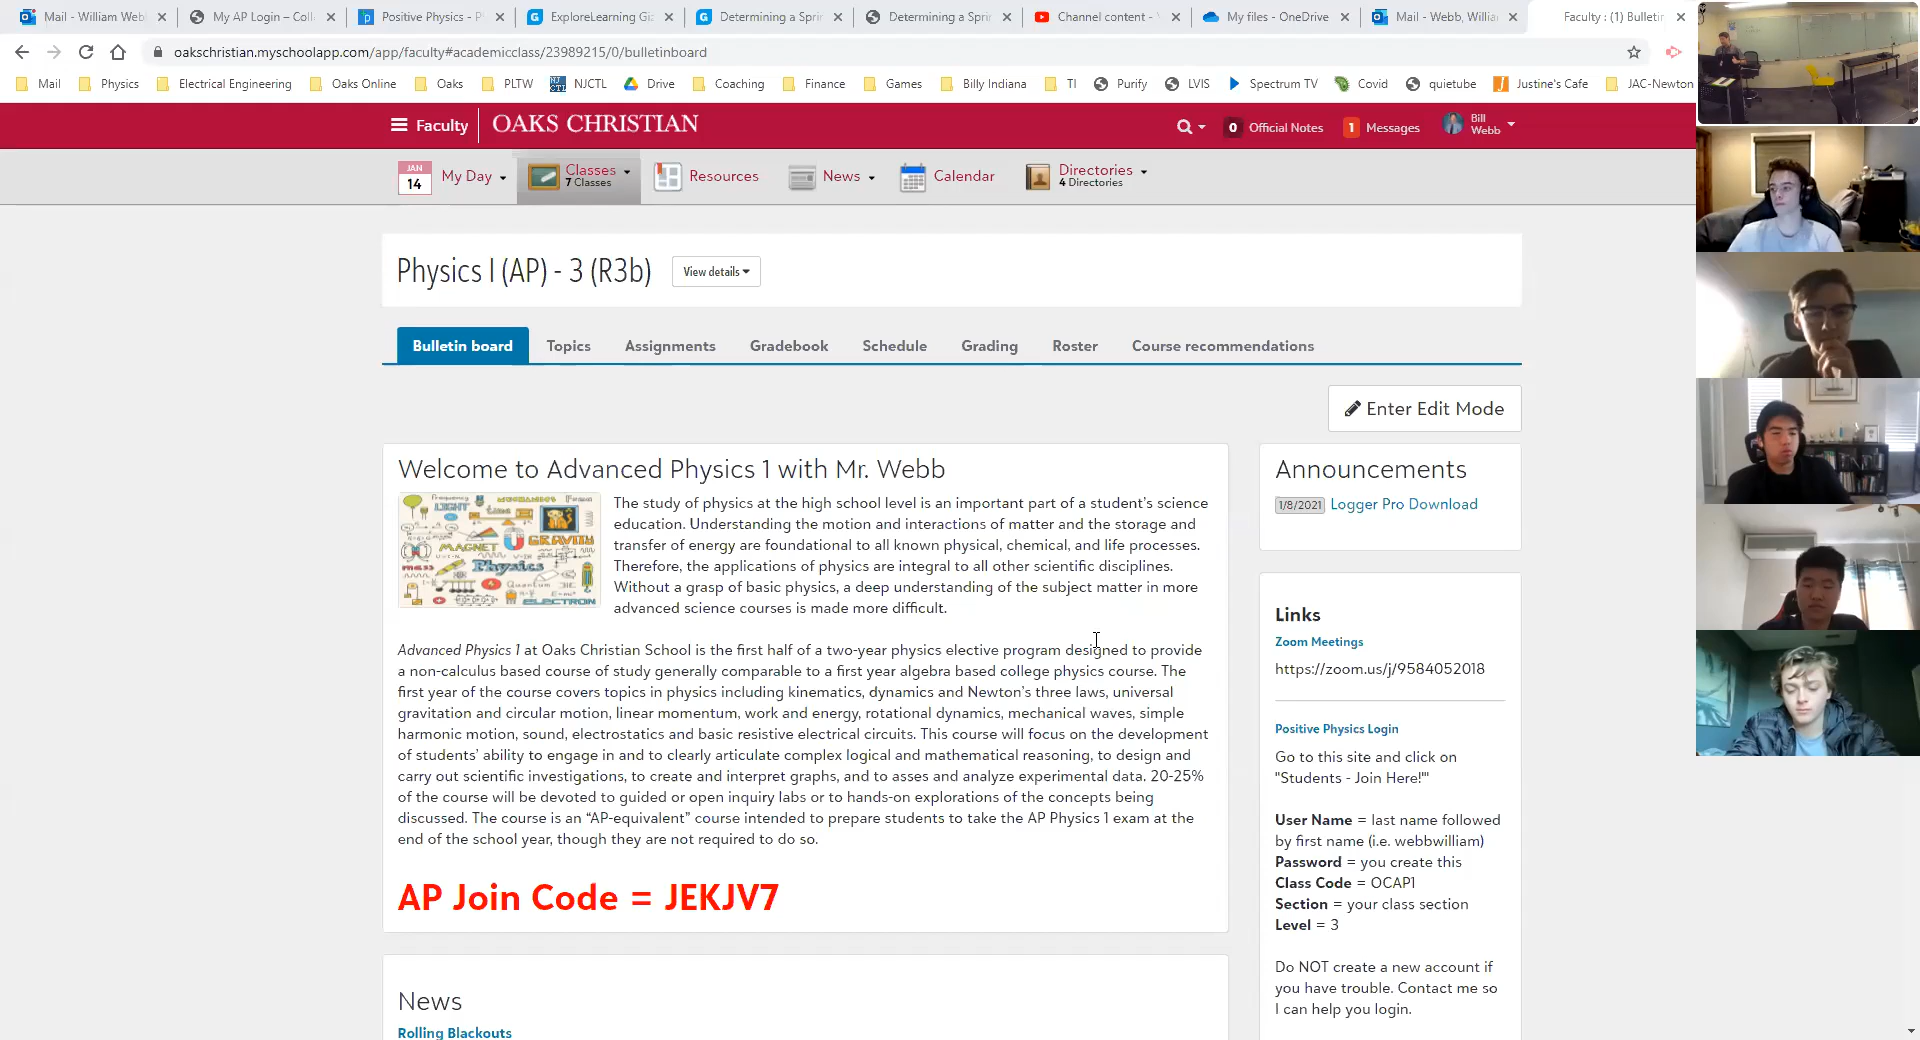 Mail - William Web
My AP Login – Coll
Positive Physics - P
ExploreLearning Giz
Determining a Sprin
Determining a Sprin
Channel content -
My files - OneDrive
Mail - Webb, Willia
Faculty : (1) Bulletin
oakschristian.myschoolapp.com/app/faculty#academicclass/23989215/0/bulletinboard
Mail
Physics
Electrical Engineering
Oaks Online
Oaks
PLTW
NJCTL
Drive
Coaching
Finance
Games
Billy Indiana
TI
Purify
LVIS
Spectrum TV
Covid
quietube
Justine's Cafe
JAC-Newton
Faculty
OAKS CHRISTIAN
0 Official Notes
1 Messages
Bill
Webb
JAN
14
My Day
Classes
7 Classes
Resources
News
Calendar
Directories
4 Directories
Physics I (AP) - 3 (R3b)
View details
Bulletin board
Topics
Assignments
Gradebook
Schedule
Grading
Roster
Course recommendations
Enter Edit Mode
Welcome to Advanced Physics 1 with Mr. Webb
LIGHT
MECHANICS
GRAVITY
MAGNET
Physics
ELECTRON
The study of physics at the high school level is an important part of a student's science
education. Understanding the motion and interactions of matter and the storage and
transfer of energy are foundational to all known physical, chemical, and life processes.
Therefore, the applications of physics are integral to all other scientific disciplines.
Without a grasp of basic physics, a deep understanding of the subject matter in more
advanced science courses is made more difficult.
Advanced Physics 1 at Oaks Christian School is the first half of a two-year physics elective program designed to provide
a non-calculus based course of study generally comparable to a first year algebra based college physics course. The
first year of the course covers topics in physics including kinematics, dynamics and Newton's three laws, universal
gravitation and circular motion, linear momentum, work and energy, rotational dynamics, mechanical waves, simple
harmonic motion, sound, electrostatics and basic resistive electrical circuits. This course will focus on the development
of students' ability to engage in and to clearly articulate complex logical and mathematical reasoning, to design and
carry out scientific investigations, to create and interpret graphs, and to asses and analyze experimental data. 20-25%
of the course will be devoted to guided or open inquiry labs or to hands-on explorations of the concepts being
discussed. The course is an “AP-equivalent” course intended to prepare students to take the AP Physics 1 exam at the
end of the school year, though they are not required to do so.
AP Join Code = JEKJV7
News
Rolling Blackouts
Announcements
1/8/2021 Logger Pro Download
Links
Zoom Meetings
https://zoom.us/j/9584052018
Positive Physics Login
Go to this site and click on
"Students - Join Here!"
User Name = last name followed
by first name (i.e. webbwilliam)
Password = you create this
Class Code = OCAP1
Section = your class section
Level = 3
Do NOT create a new account if
you have trouble. Contact me so
I can help you login.